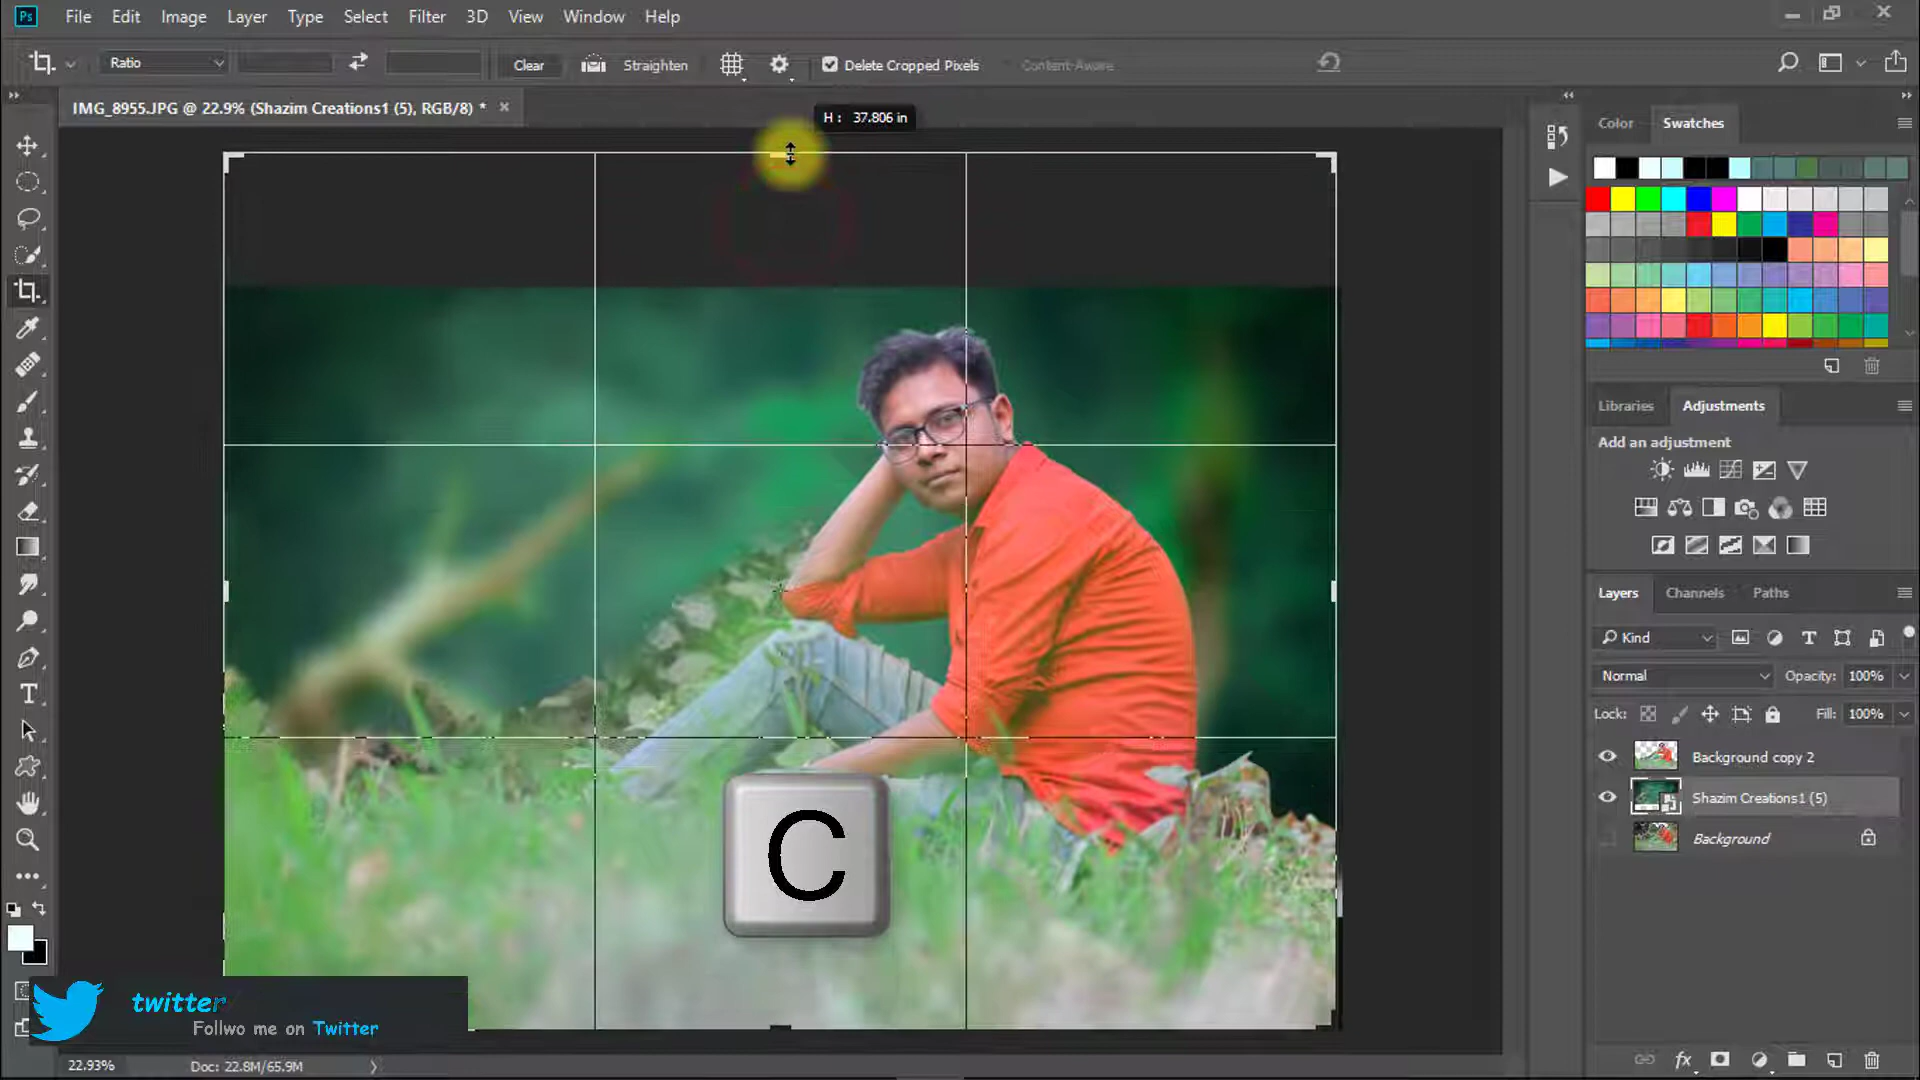 Ps File Edit Image Layer Type Select Filter 3D View Window Help
Ratio Clear Straighten Delete Cropped Pixels Content-Aware
IMG_8955.JPG @ 22.9% (Shazim Creations1 (5), RGB/8) * ×
H : 37.806 in
Color Swatches
Libraries Adjustments
Add an adjustment
Layers Channels Paths
Kind
Normal Opacity: 100%
Lock: Fill: 100%
Background copy 2
Shazim Creations1 (5)
Background
C
twitter
Follwo me on Twitter
22.93% Doc: 22.8M/65.9M